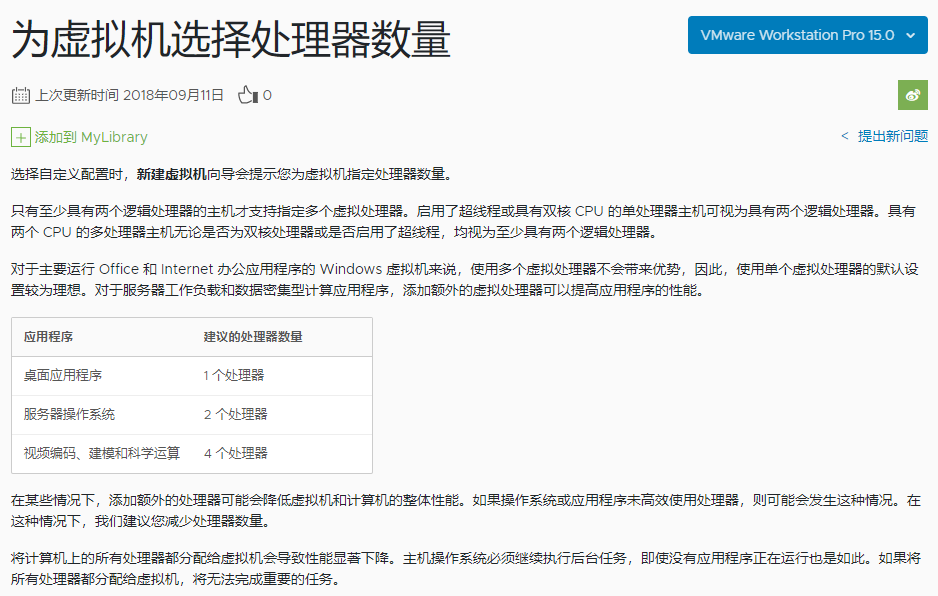 为虚拟机选择处理器数量
VMware Workstation Pro 15.0
上次更新时间 2018年09月11日 0
添加到 MyLibrary
< 提出新问题
选择自定义配置时，新建虚拟机向导会提示您为虚拟机指定处理器数量。
只有至少具有两个逻辑处理器的主机才支持指定多个虚拟处理器。启用了超线程或具有双核 CPU 的单处理器主机可视为具有两个逻辑处理器。具有
两个 CPU 的多处理器主机无论是否为双核处理器或是否启用了超线程，均视为至少具有两个逻辑处理器。
对于主要运行 Office 和 Internet 办公应用程序的 Windows 虚拟机来说，使用多个虚拟处理器不会带来优势，因此，使用单个虚拟处理器的默认设
置较为理想。对于服务器工作负载和数据密集型计算应用程序，添加额外的虚拟处理器可以提高应用程序的性能。
应用程序 建议的处理器数量
桌面应用程序 1 个处理器
服务器操作系统 2 个处理器
视频编码、建模和科学运算 4 个处理器
在某些情况下，添加额外的处理器可能会降低虚拟机和计算机的整体性能。如果操作系统或应用程序未高效使用处理器，则可能会发生这种情况。在
这种情况下，我们建议您减少处理器数量。
将计算机上的所有处理器都分配给虚拟机会导致性能显著下降。主机操作系统必须继续执行后台任务，即使没有应用程序正在运行也是如此。如果将
所有处理器都分配给虚拟机，将无法完成重要的任务。